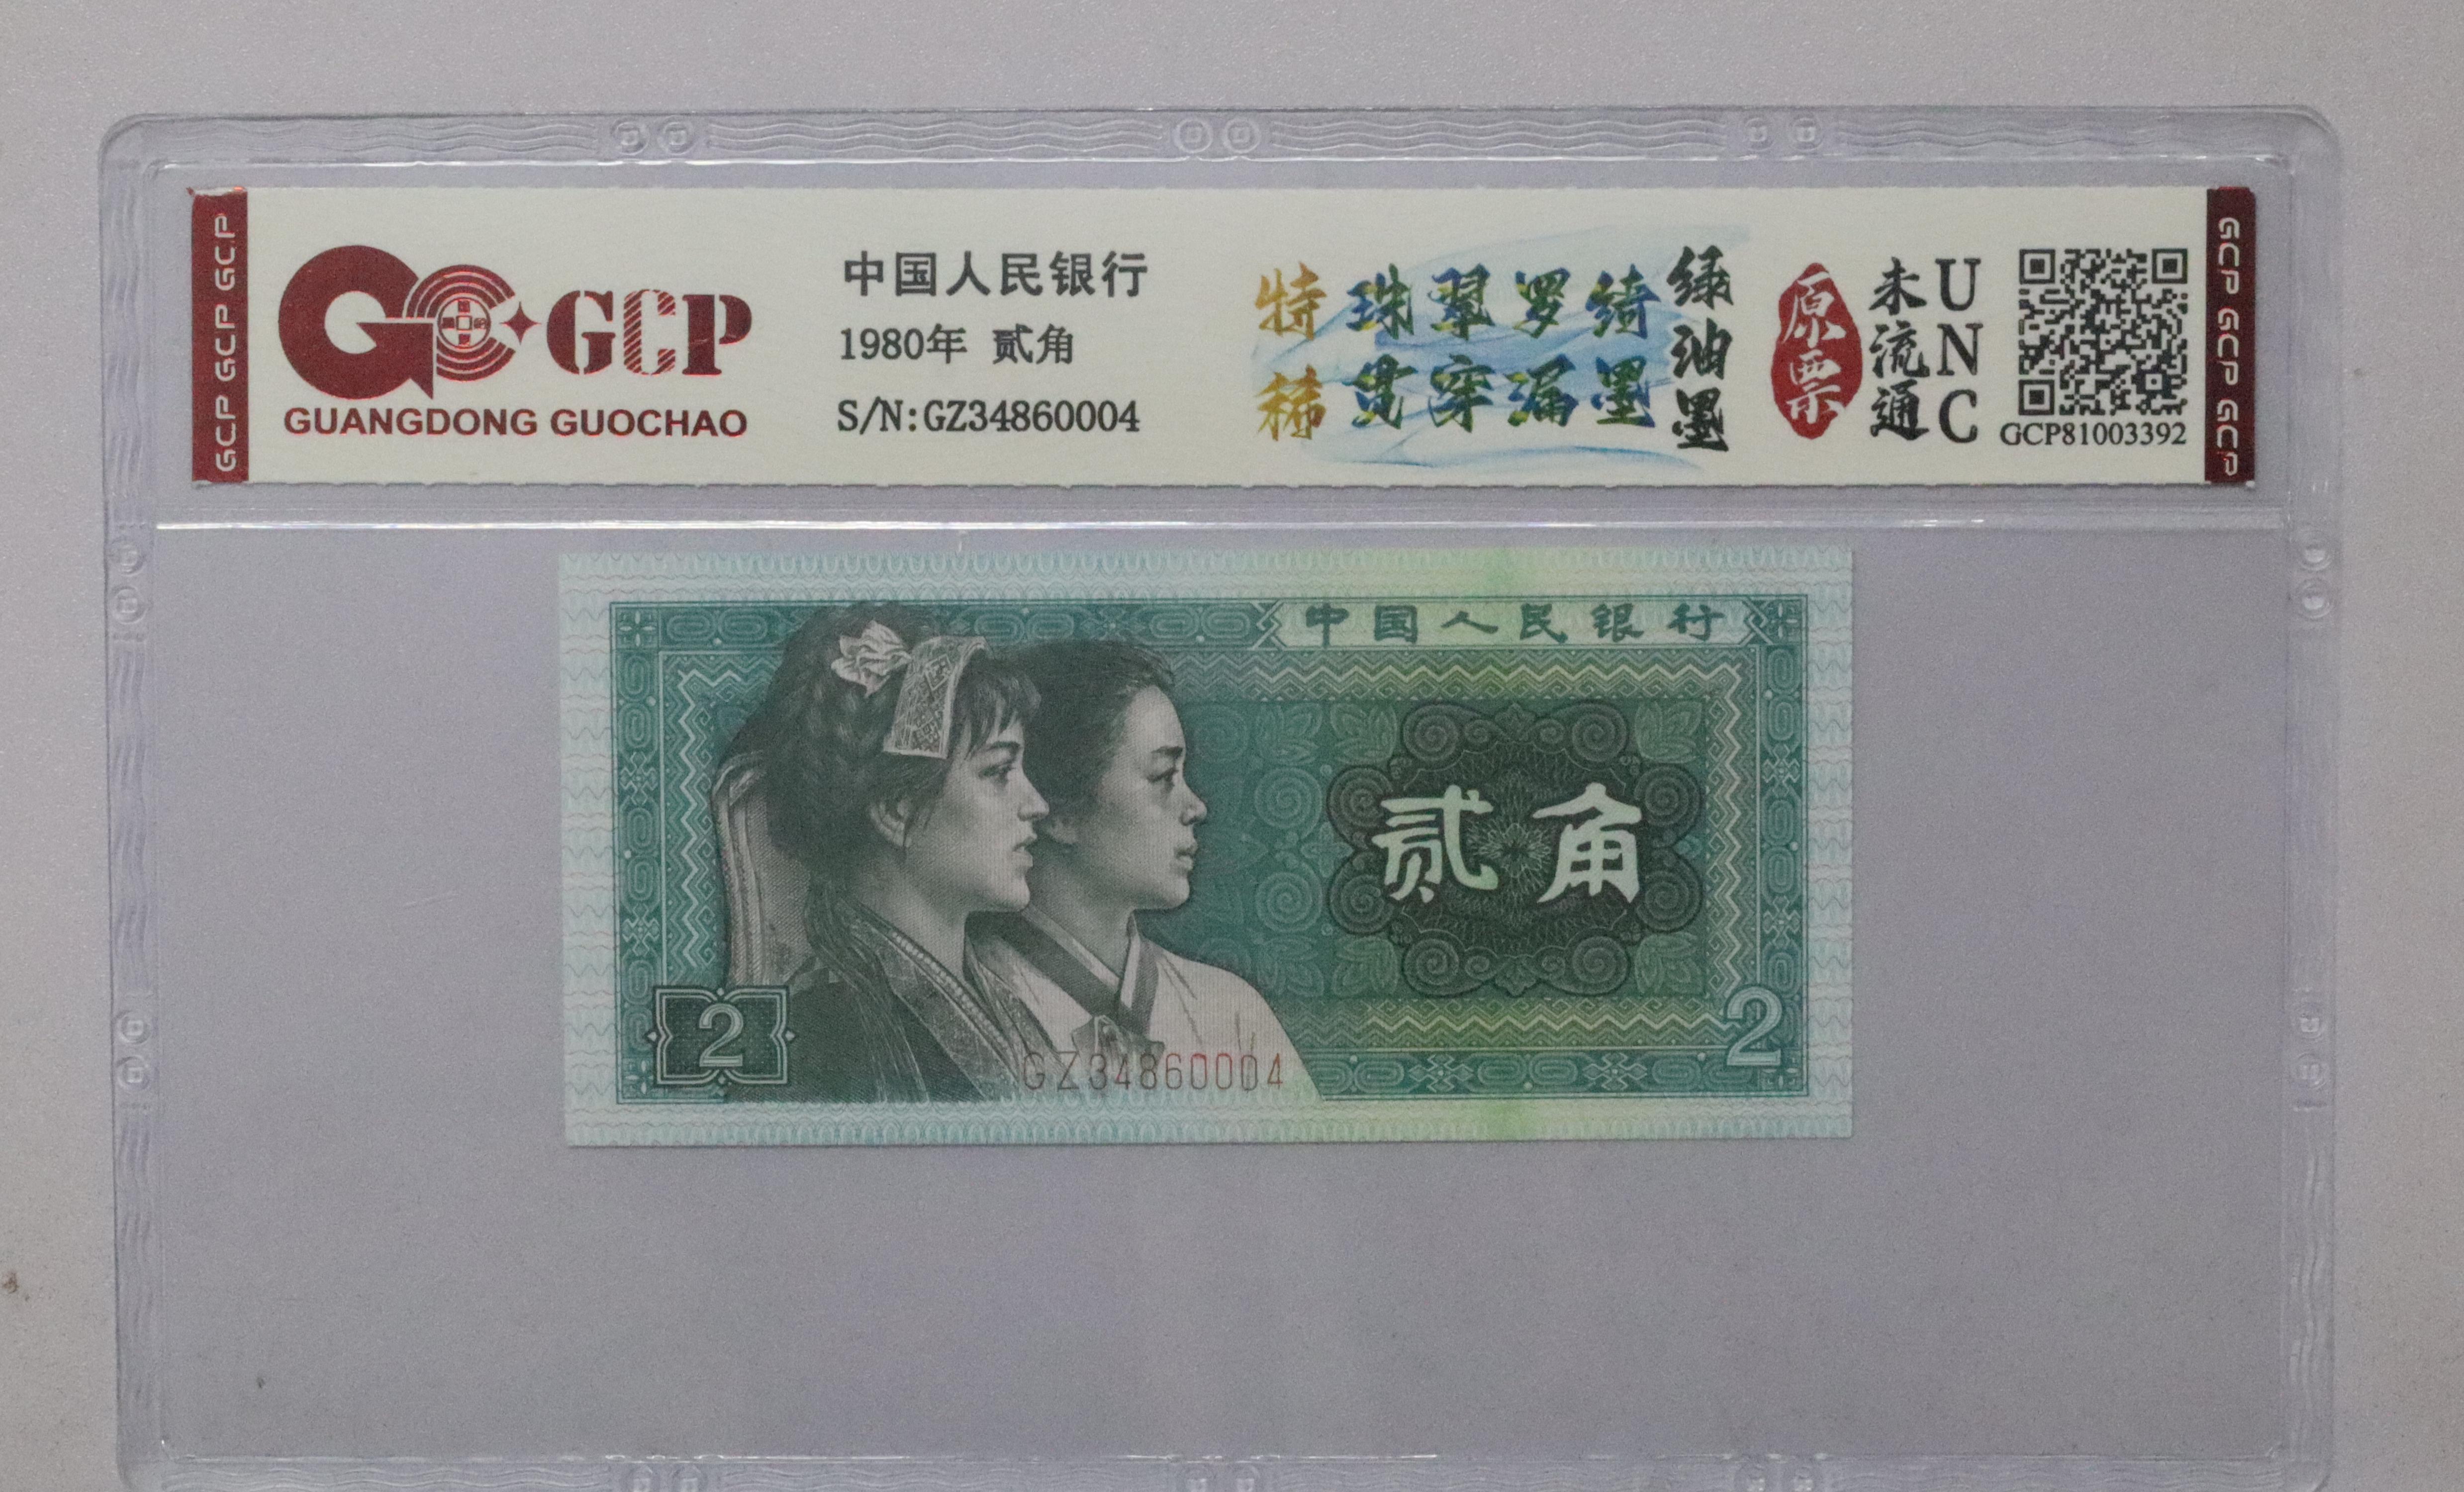 GCP GCP GCP
GCP
GUANGDONG GUOCHAO
中国人民银行
1980年 贰角
S/N:GZ34860004
特稀
珠翠罗绮
贯穿漏墨
绿油墨
原票
未流通
UNC
GCP81003392
GCP GCP GCP
中国人民银行
贰角
2
2
GZ34860004